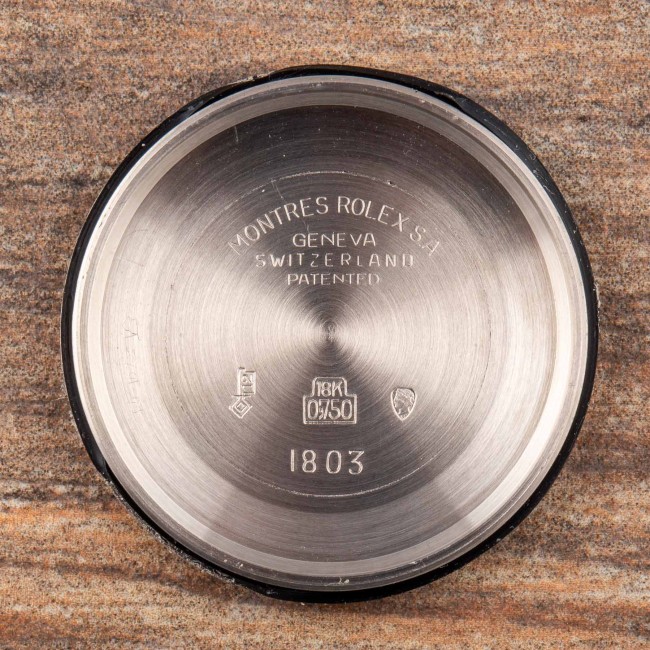 MONTRES ROLEX S.A
GENEVA
SWITZERLAND
PATENTED
18K
0,750
1803